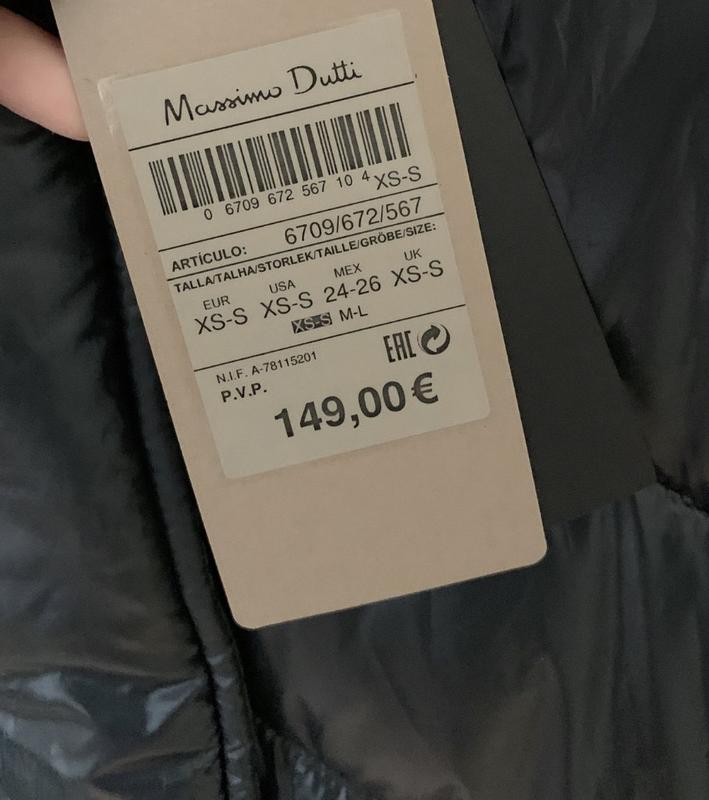 Massimo Dutti
0 6709 672 567 10 4 XS-S
ARTÍCULO: 6709/672/567
TALLA/TALHA/STORLEK/TAILLE/GRÖBE/SIZE:
EUR USA MEX UK
XS-S XS-S 24-26 XS-S
XS-S M-L
N.I.F. A-78115201
P.V.P.
EAC
149,00€